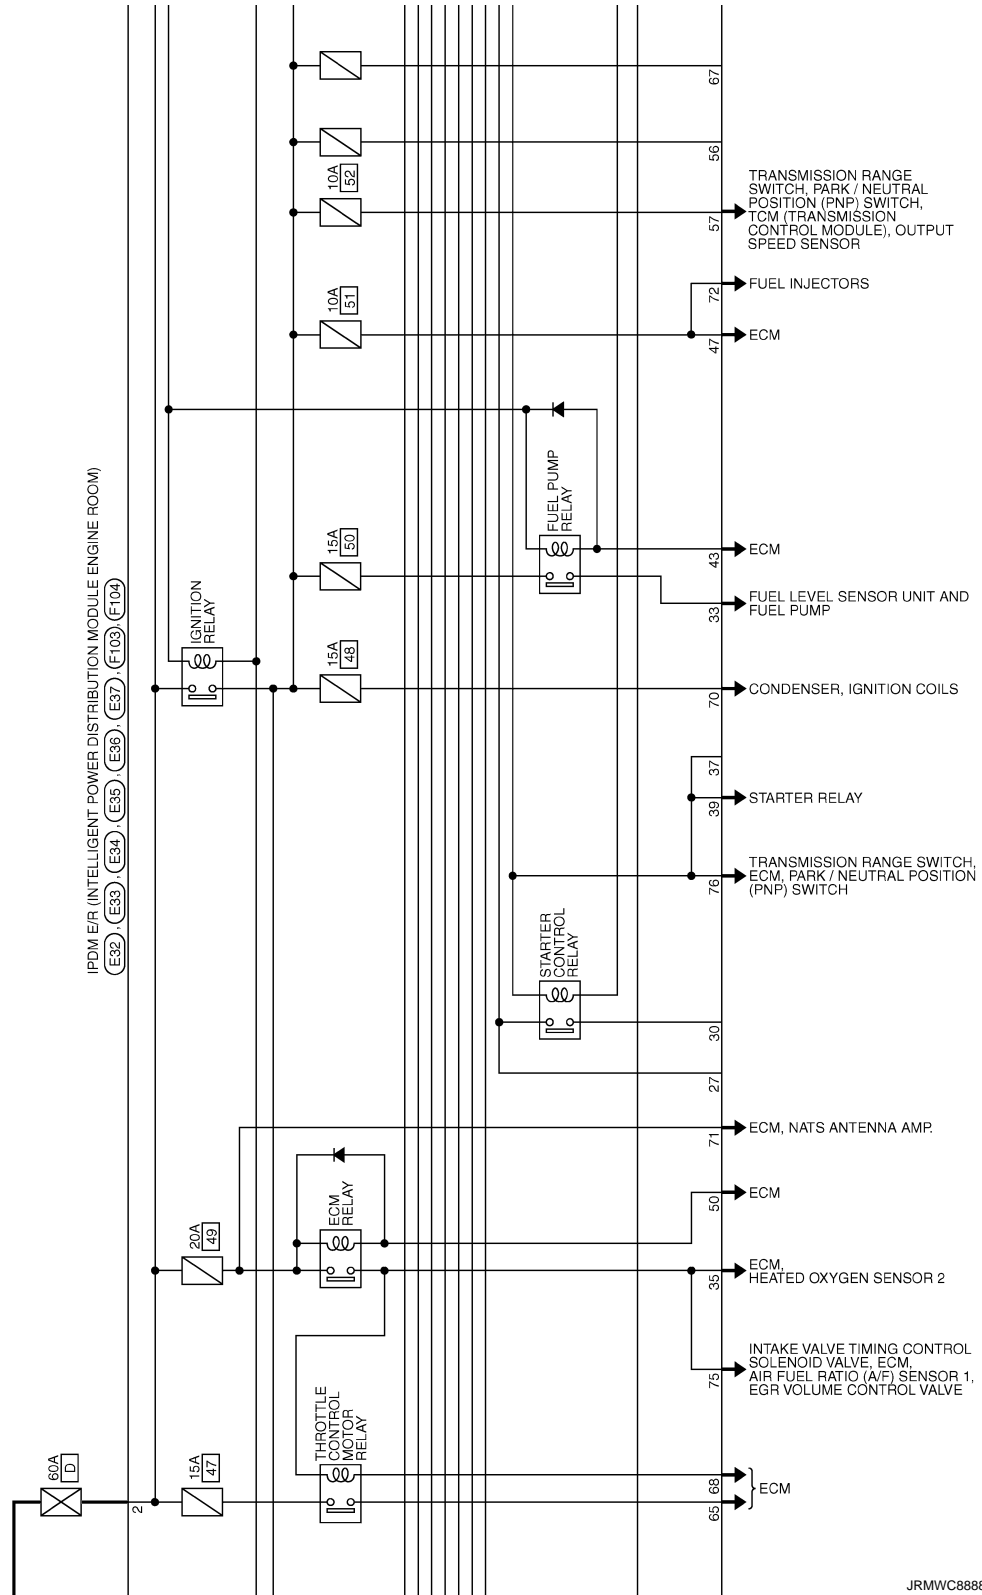 67
56
10A
52
57
TRANSMISSION RANGE
SWITCH, PARK / NEUTRAL
POSITION (PNP) SWITCH,
TCM (TRANSMISSION
CONTROL MODULE), OUTPUT
SPEED SENSOR
72
FUEL INJECTORS
10A
51
47
ECM
FUEL PUMP
RELAY
15A
50
43
ECM
33
FUEL LEVEL SENSOR UNIT AND
FUEL PUMP
IPDM E/R (INTELLIGENT POWER DISTRIBUTION MODULE ENGINE ROOM)
E32, E33, E34, E35, E36, E37, F103, F104
IGNITION
RELAY
15A
48
70
CONDENSER, IGNITION COILS
37
39
STARTER RELAY
76
TRANSMISSION RANGE SWITCH,
ECM, PARK / NEUTRAL POSITION
(PNP) SWITCH
STARTER
CONTROL
RELAY
30
27
71
ECM, NATS ANTENNA AMP.
ECM
RELAY
50
ECM
20A
49
35
ECM,
HEATED OXYGEN SENSOR 2
75
INTAKE VALVE TIMING CONTROL
SOLENOID VALVE, ECM,
AIR FUEL RATIO (A/F) SENSOR 1,
EGR VOLUME CONTROL VALVE
THROTTLE
CONTROL
MOTOR
RELAY
60A
D
2
15A
47
68
65
ECM
JRMWC8888